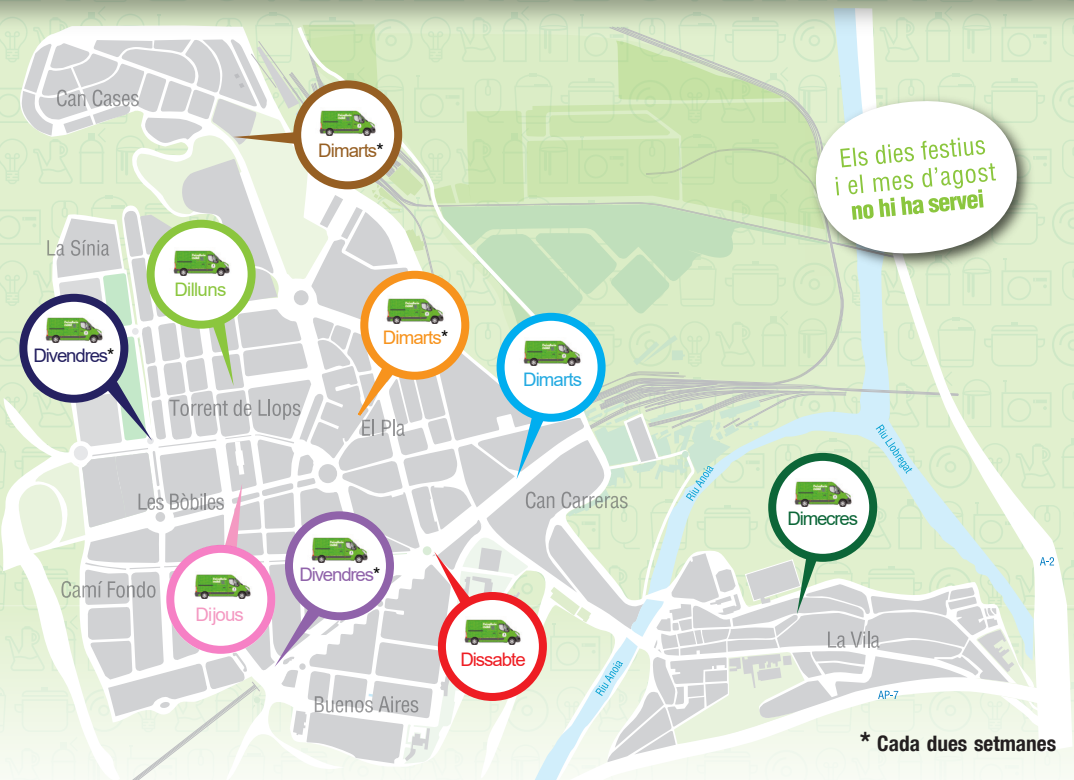 Can Cases
Dimarts*
Els dies festius
i el mes d'agost
no hi ha servei
La Sínia
Dilluns
Divendres*
Dimarts*
Dimarts
Torrent de Llops
El Pla
Riu Anoia
Riu Llobregat
Les Bòbiles
Can Carreras
Dimecres
Divendres*
Camí Fondo
Dijous
A-2
La Vila
Dissabte
Riu Anoia
Buenos Aires
AP-7
* Cada dues setmanes